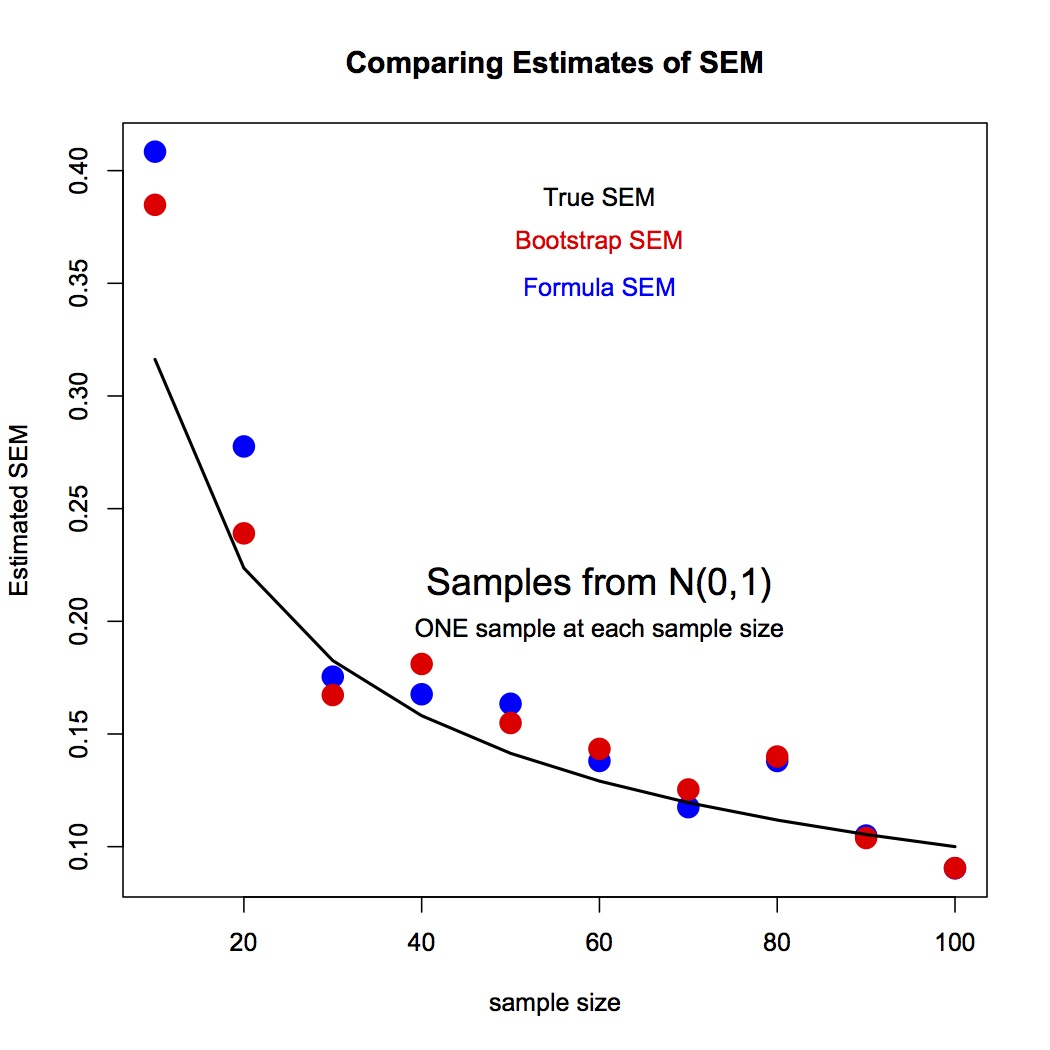 Comparing Estimates of SEM
0.40
0.35
0.30
0.25
0.20
0.15
0.10
Estimated SEM
True SEM
Bootstrap SEM
Formula SEM
Samples from N(0,1)
ONE sample at each sample size
20 40 60 80 100
sample size